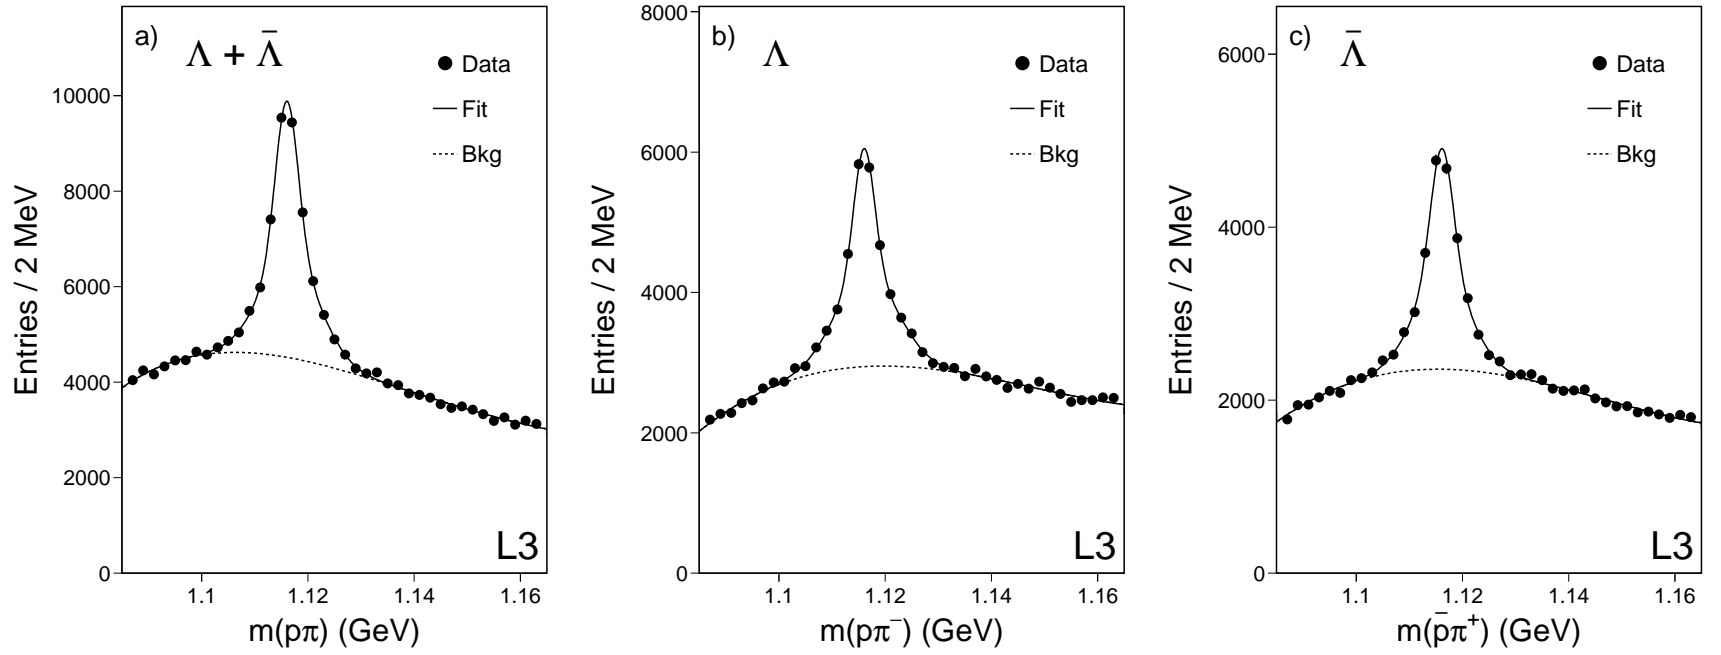 a)
Λ + Λ̄
Data
Fit
Bkg
10000
8000
6000
4000
2000
0
Entries / 2 MeV
L3
1.1 1.12 1.14 1.16
m(pπ) (GeV)
b)
Λ
Data
Fit
Bkg
8000
6000
4000
2000
0
Entries / 2 MeV
L3
1.1 1.12 1.14 1.16
m(pπ⁻) (GeV)
c)
Λ̄
Data
Fit
Bkg
6000
4000
2000
0
Entries / 2 MeV
L3
1.1 1.12 1.14 1.16
m(p̄π⁺) (GeV)